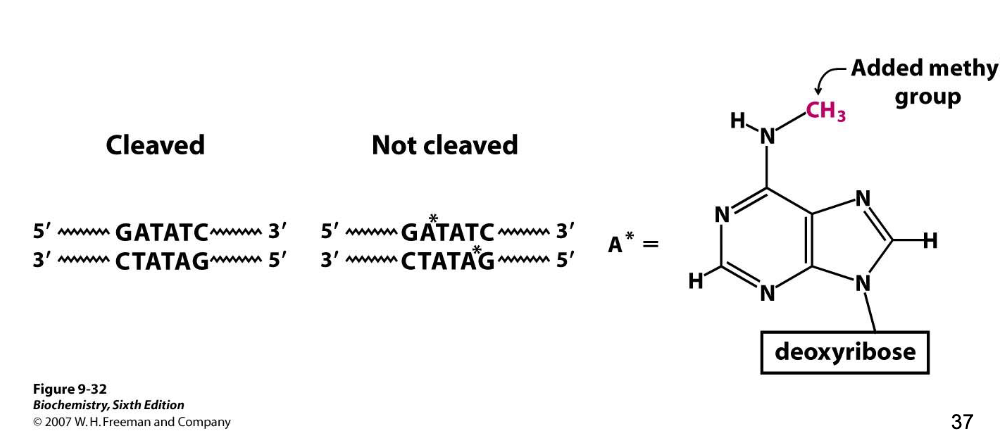 Added methy
group
Cleaved
Not cleaved
5′ GATATC 3′
3′ CTATAG 5′
5′ GA*TATC 3′
3′ CTATA*G 5′
A* =
CH3
H
N
N
N
H
N
N
H
deoxyribose
Figure 9-32
Biochemistry, Sixth Edition
© 2007 W. H. Freeman and Company
37